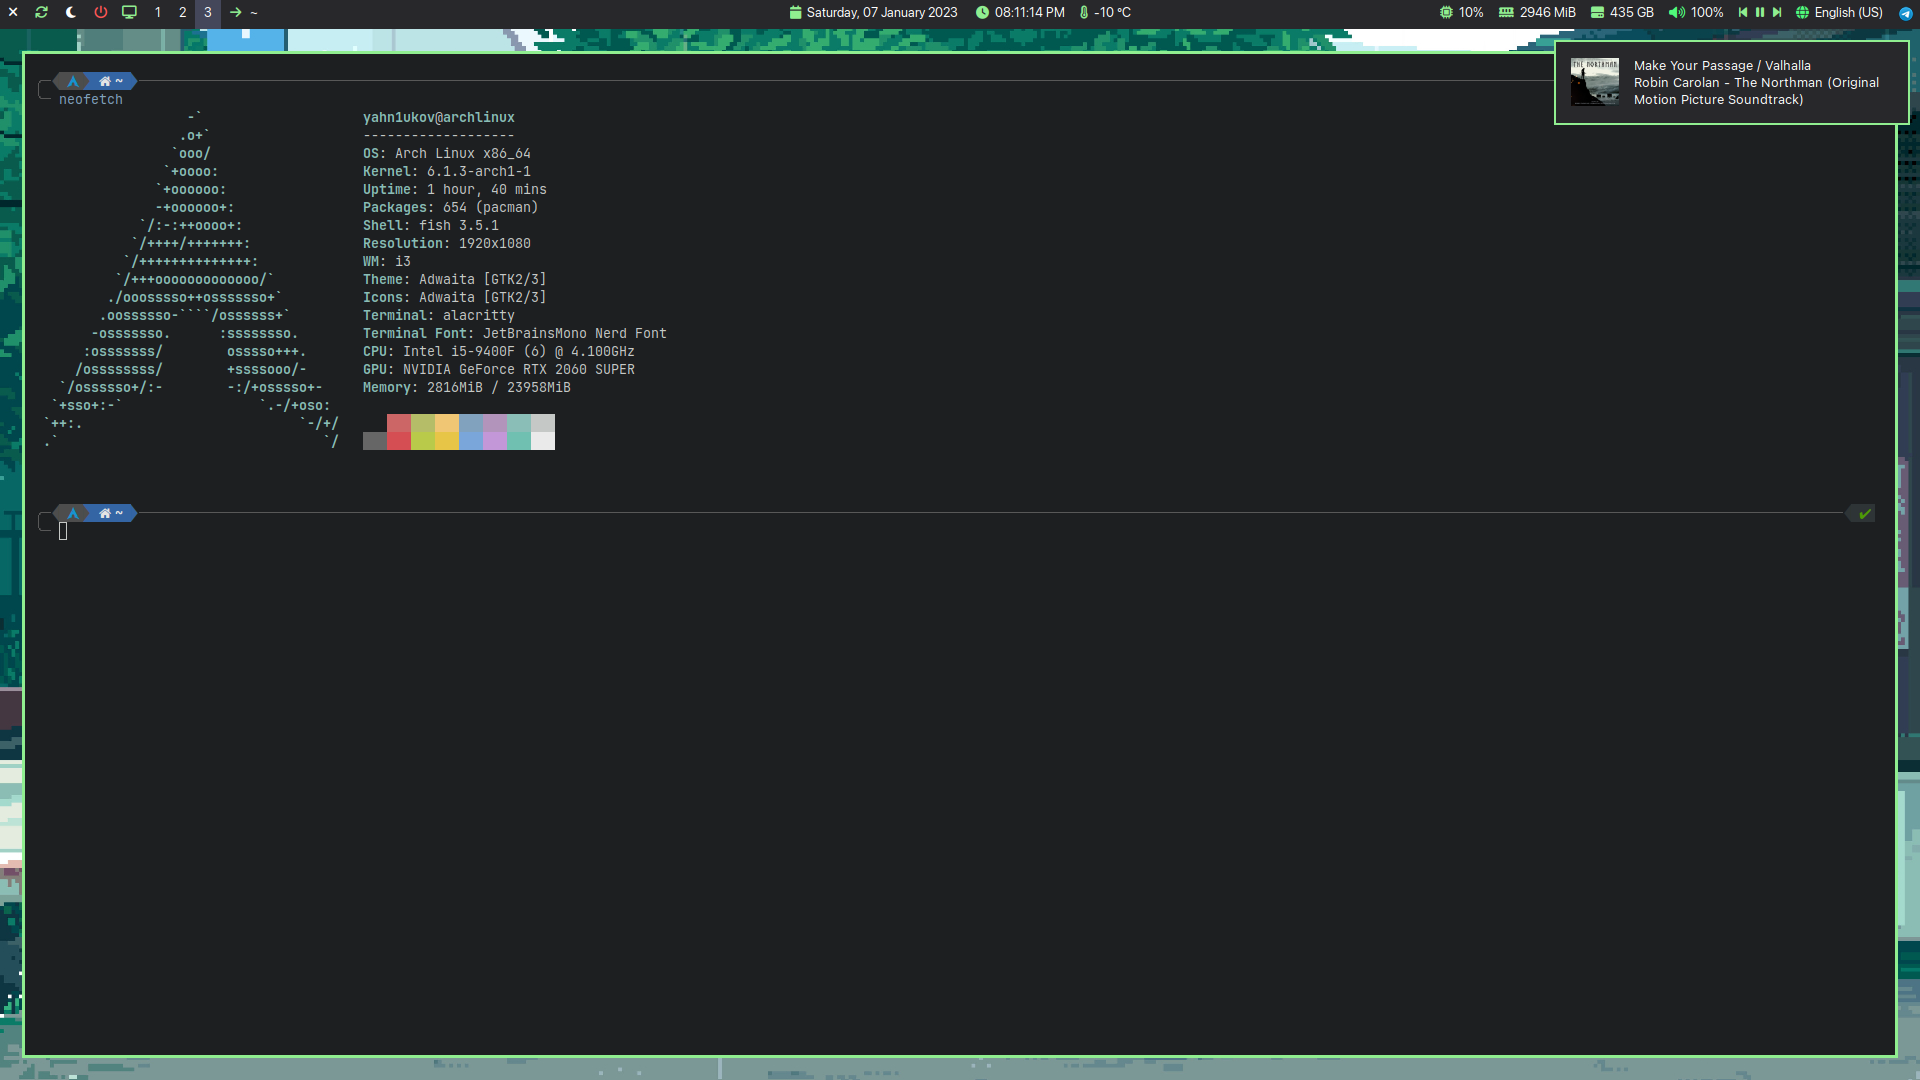 1 2 3 ~ Saturday, 07 January 2023 08:11:14 PM -10 °C 10% 2946 MiB 435 GB 100% English (US)
THE NORTHMAN
Make Your Passage / Valhalla
Robin Carolan - The Northman (Original
Motion Picture Soundtrack)
~
neofetch
-`
.o+`
`ooo/
`+oooo:
`+oooooo:
-+oooooo+:
`/:-:++oooo+:
`/++++/+++++++:
`/++++++++++++++:
`/+++ooooooooooooo/`
./ooosssso++osssssso+`
.oossssso-````/ossssss+`
-osssssso.      :ssssssso.
:osssssss/        osssso+++.
/ossssssss/        +ssssooo/-
`/ossssso+/:-        -:/+osssso+-
`+sso+:-`                 `.-/+oso:
`++:.                           `-/+/
.`                                 `/
yahn1ukov@archlinux
-------------------
OS: Arch Linux x86_64
Kernel: 6.1.3-arch1-1
Uptime: 1 hour, 40 mins
Packages: 654 (pacman)
Shell: fish 3.5.1
Resolution: 1920x1080
WM: i3
Theme: Adwaita [GTK2/3]
Icons: Adwaita [GTK2/3]
Terminal: alacritty
Terminal Font: JetBrainsMono Nerd Font
CPU: Intel i5-9400F (6) @ 4.100GHz
GPU: NVIDIA GeForce RTX 2060 SUPER
Memory: 2816MiB / 23958MiB
~